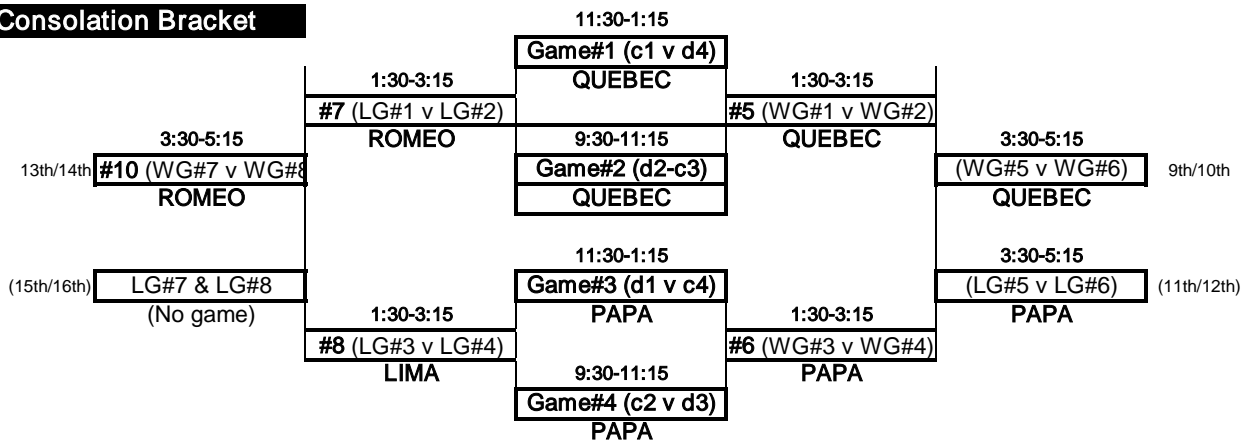 Consolation Bracket
11:30-1:15
Game#1 (c1 v d4)
1:30-3:15 QUEBEC 1:30-3:15
#7 (LG#1 v LG#2) #5 (WG#1 v WG#2)
3:30-5:15 ROMEO 9:30-11:15 QUEBEC 3:30-5:15
13th/14th #10 (WG#7 v WG#8 Game#2 (d2-c3) (WG#5 v WG#6) 9th/10th
ROMEO QUEBEC QUEBEC
11:30-1:15 3:30-5:15
(15th/16th) LG#7 & LG#8 Game#3 (d1 v c4) (LG#5 v LG#6) (11th/12th)
(No game) 1:30-3:15 PAPA 1:30-3:15 PAPA
#8 (LG#3 v LG#4) #6 (WG#3 v WG#4)
LIMA 9:30-11:15 PAPA
Game#4 (c2 v d3)
PAPA